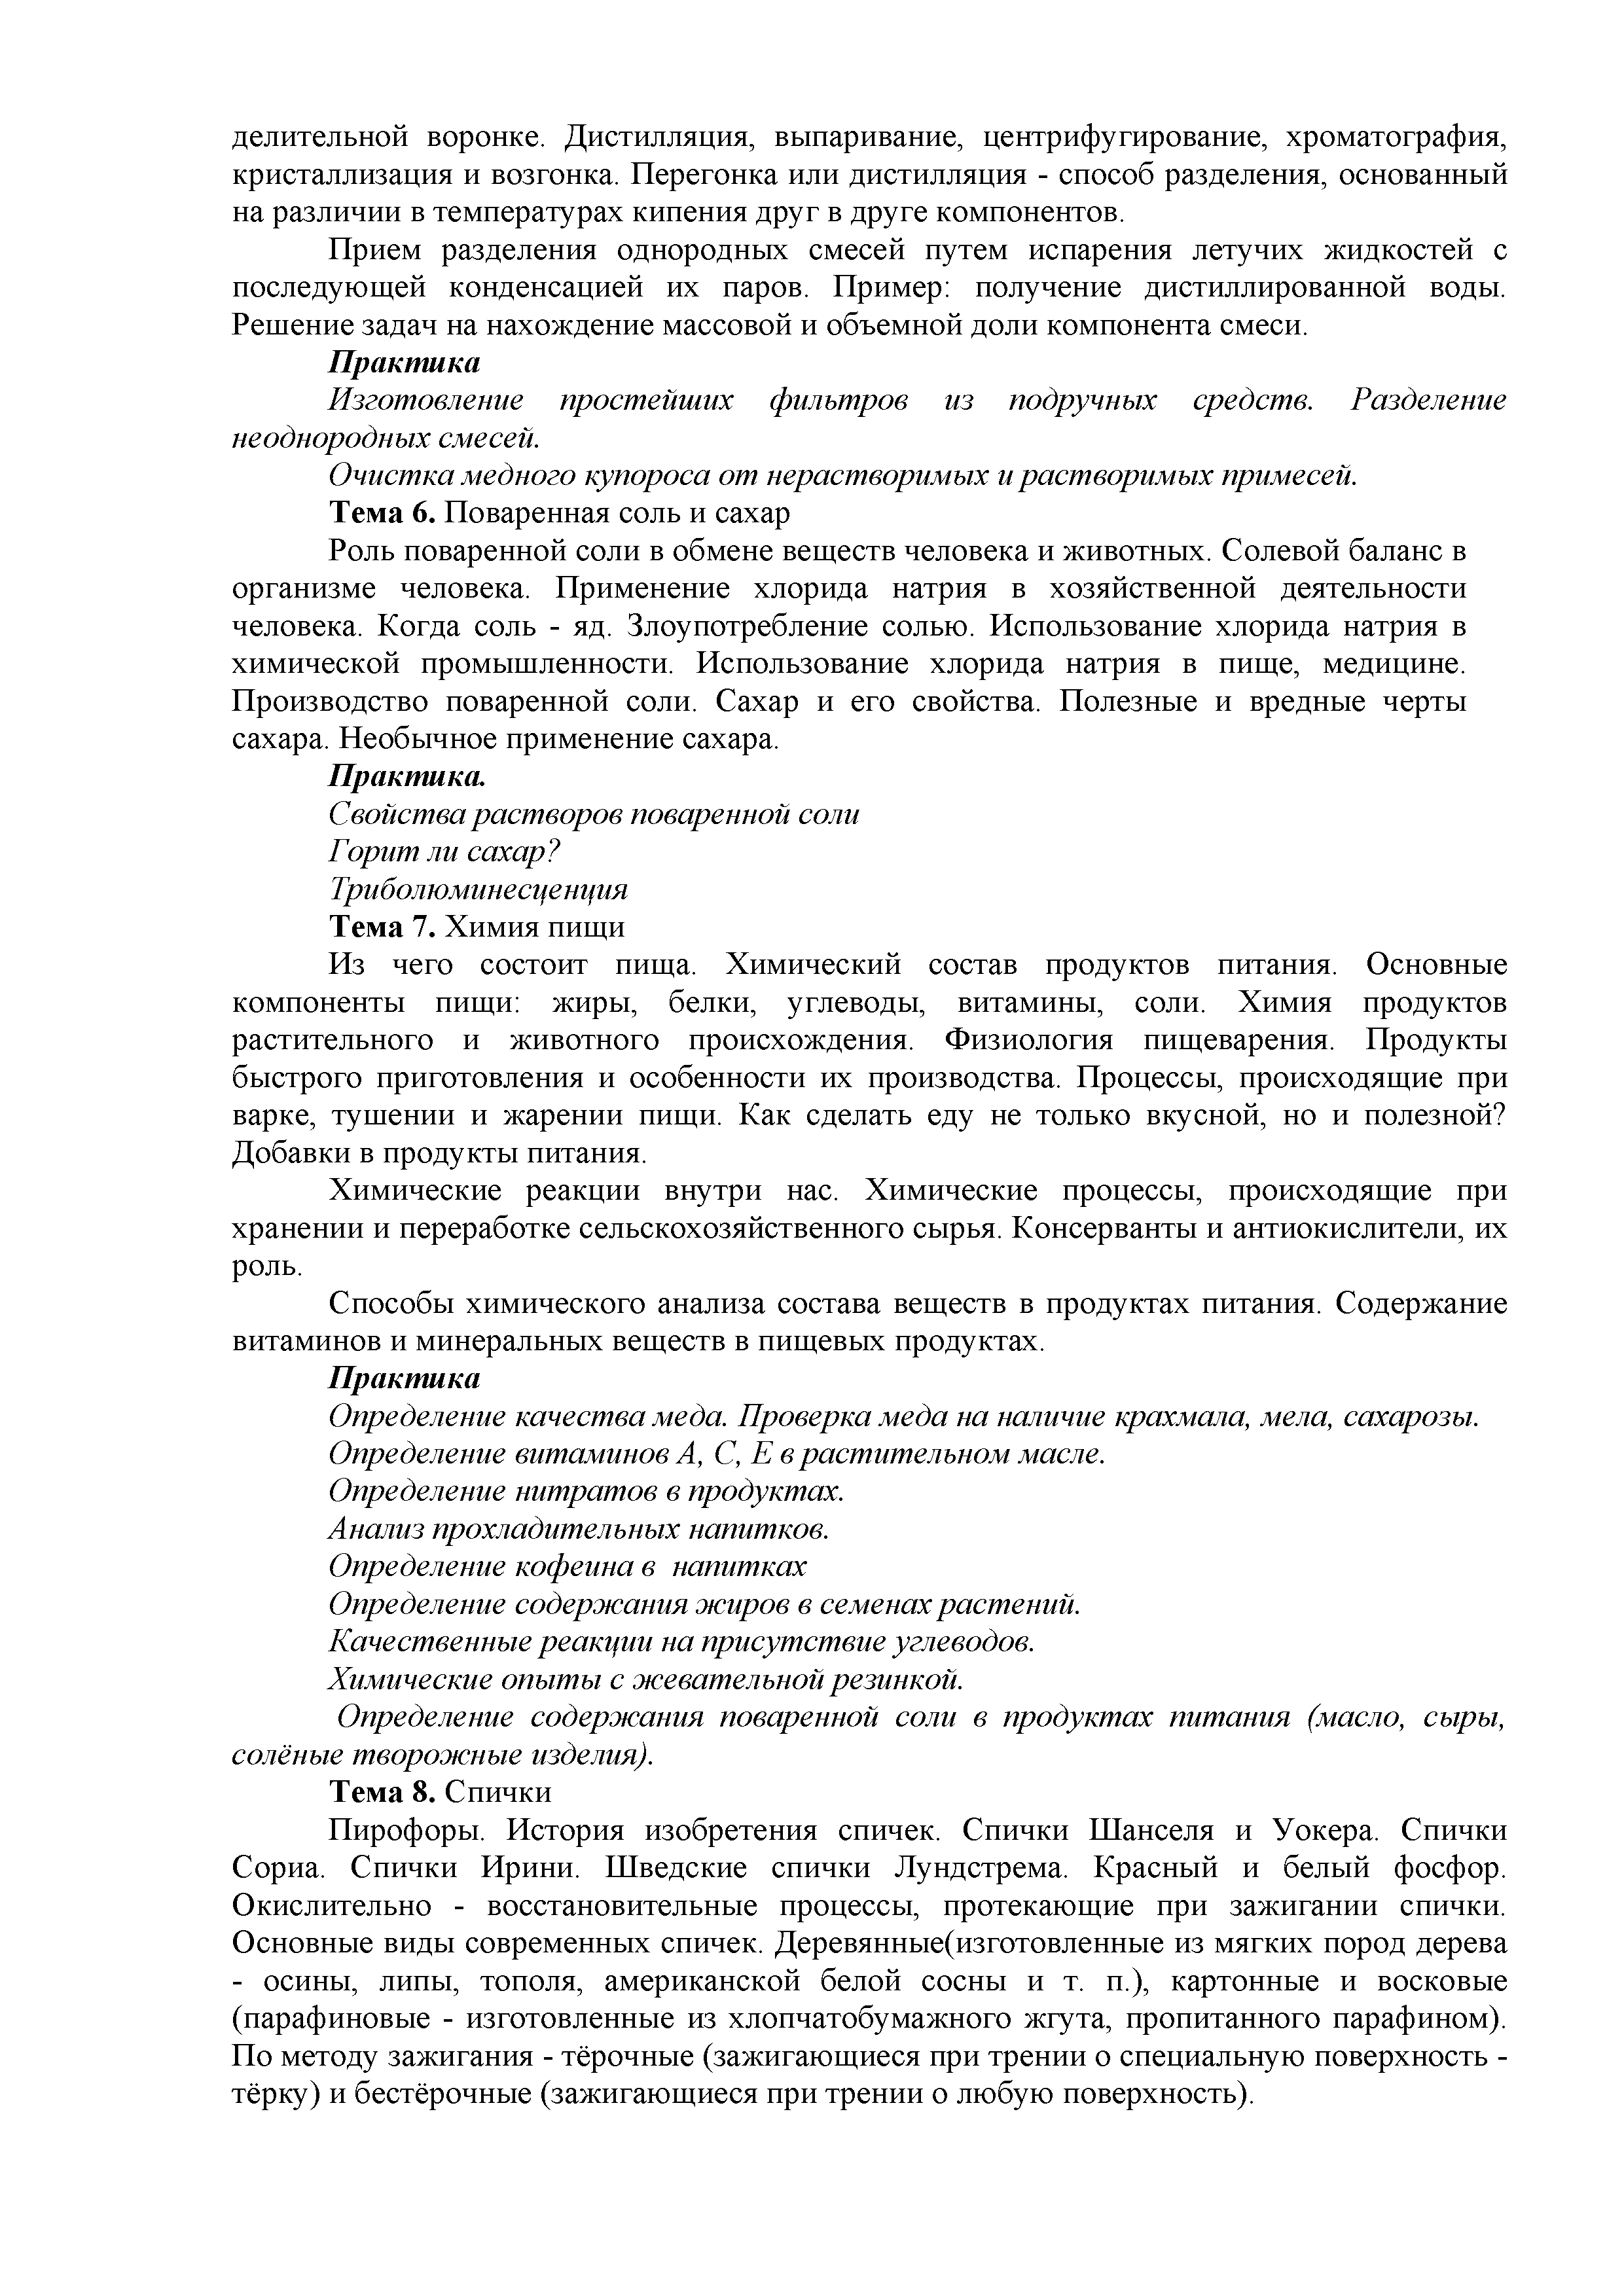 делительной воронке. Дистилляция, выпаривание, центрифугирование, хроматография,
кристаллизация и возгонка. Перегонка или дистилляция - способ разделения, основанный
на различии в температурах кипения друг в друге компонентов.
Прием разделения однородных смесей путем испарения летучих жидкостей с
последующей конденсацией их паров. Пример: получение дистиллированной воды.
Решение задач на нахождение массовой и объемной доли компонента смеси.
Практика
Изготовление простейших фильтров из подручных средств. Разделение
неоднородных смесей.
Очистка медного купороса от нерастворимых и растворимых примесей.
Тема 6. Поваренная соль и сахар
Роль поваренной соли в обмене веществ человека и животных. Солевой баланс в
организме человека. Применение хлорида натрия в хозяйственной деятельности
человека. Когда соль - яд. Злоупотребление солью. Использование хлорида натрия в
химической промышленности. Использование хлорида натрия в пище, медицине.
Производство поваренной соли. Сахар и его свойства. Полезные и вредные черты
сахара. Необычное применение сахара.
Практика.
Свойства растворов поваренной соли
Горит ли сахар?
Триболюминесценция
Тема 7. Химия пищи
Из чего состоит пища. Химический состав продуктов питания. Основные
компоненты пищи: жиры, белки, углеводы, витамины, соли. Химия продуктов
растительного и животного происхождения. Физиология пищеварения. Продукты
быстрого приготовления и особенности их производства. Процессы, происходящие при
варке, тушении и жарении пищи. Как сделать еду не только вкусной, но и полезной?
Добавки в продукты питания.
Химические реакции внутри нас. Химические процессы, происходящие при
хранении и переработке сельскохозяйственного сырья. Консерванты и антиокислители, их
роль.
Способы химического анализа состава веществ в продуктах питания. Содержание
витаминов и минеральных веществ в пищевых продуктах.
Практика
Определение качества меда. Проверка меда на наличие крахмала, мела, сахарозы.
Определение витаминов А, С, Е в растительном масле.
Определение нитратов в продуктах.
Анализ прохладительных напитков.
Определение кофеина в напитках
Определение содержания жиров в семенах растений.
Качественные реакции на присутствие углеводов.
Химические опыты с жевательной резинкой.
Определение содержания поваренной соли в продуктах питания (масло, сыры,
солёные творожные изделия).
Тема 8. Спички
Пирофоры. История изобретения спичек. Спички Шанселя и Уокера. Спички
Сориа. Спички Ирини. Шведские спички Лундстрема. Красный и белый фосфор.
Окислительно - восстановительные процессы, протекающие при зажигании спички.
Основные виды современных спичек. Деревянные(изготовленные из мягких пород дерева
- осины, липы, тополя, американской белой сосны и т. п.), картонные и восковые
(парафиновые - изготовленные из хлопчатобумажного жгута, пропитанного парафином).
По методу зажигания - тёрочные (зажигающиеся при трении о специальную поверхность -
тёрку) и бестёрочные (зажигающиеся при трении о любую поверхность).